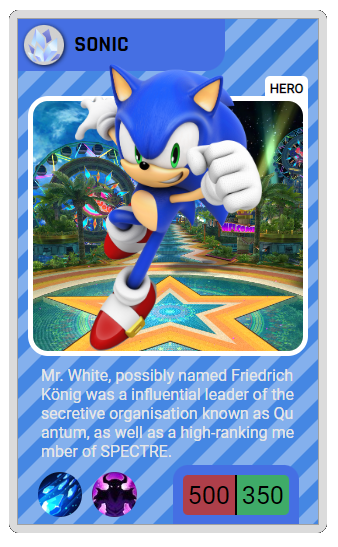 SONIC
HERO
Mr. White, possibly named Friedrich
König was a influential leader of the
secretive organisation known as Qu
antum, as well as a high-ranking me
mber of SPECTRE.
500 350